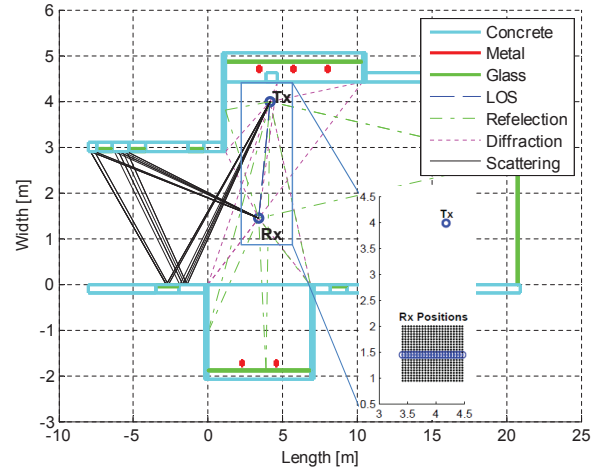 6
5
4
3
2
1
0
-1
-2
-3
Width [m]
-10
-5
0
5
10
15
20
25
Length [m]
Concrete
Metal
Glass
LOS
Refelection
Diffraction
Scattering
Tx
Rx
4.5
4
3.5
3
2.5
2
1.5
1
0.5
3
3.5
4
4.5
Tx
Rx Positions